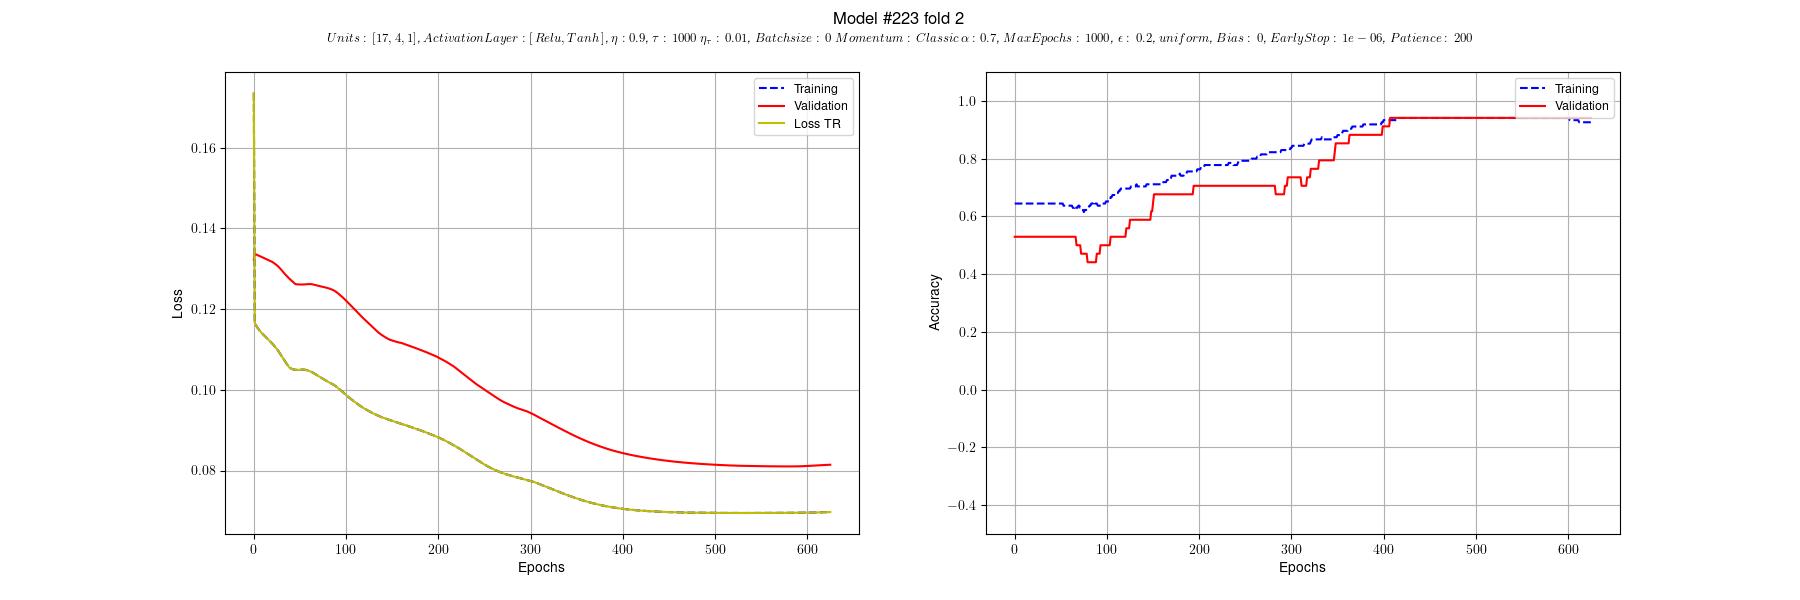 Model #223 fold 2
Units : [17, 4, 1], ActivationLayer : [Relu, Tanh], η : 0.9, τ : 1000 ητ : 0.01, Batchsize : 0 Momentum : Classic α : 0.7, MaxEpochs : 1000, ϵ : 0.2, uniform, Bias : 0, EarlyStop : 1e − 06, Patience : 200
Training
Validation
Loss TR
0.16
0.14
0.12
0.10
0.08
Loss
0 100 200 300 400 500 600
Epochs
Training
Validation
1.0
0.8
0.6
0.4
0.2
0.0
−0.2
−0.4
Accuracy
0 100 200 300 400 500 600
Epochs